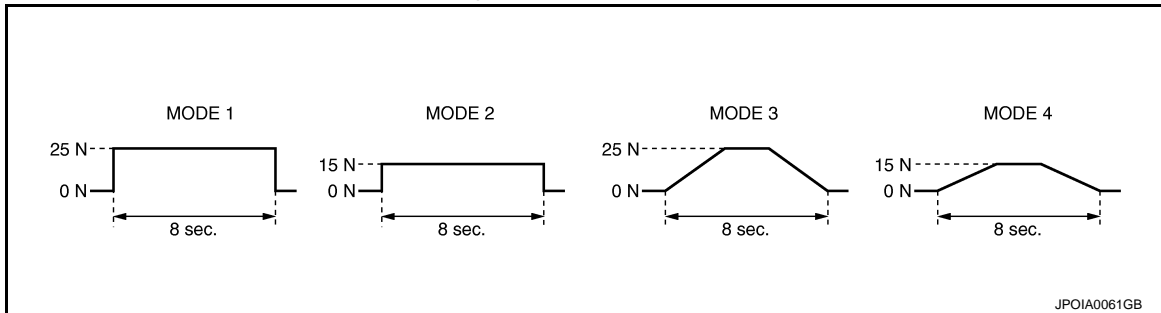 MODE 1
25 N
0 N
8 sec.
MODE 2
15 N
0 N
8 sec.
MODE 3
25 N
0 N
8 sec.
MODE 4
15 N
0 N
8 sec.
JPOIA0061GB